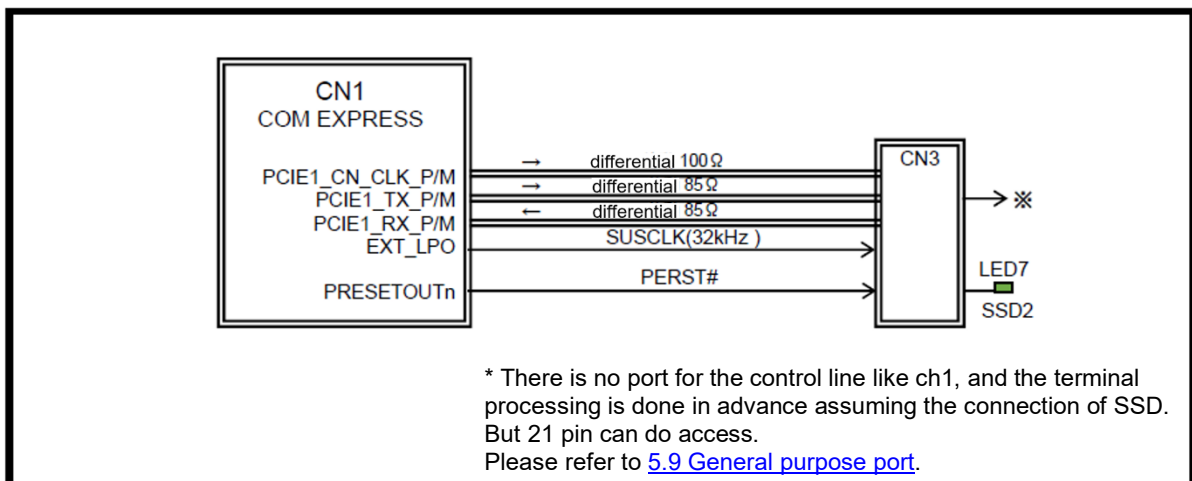 CN1
COM EXPRESS
PCIE1_CN_CLK_P/M
PCIE1_TX_P/M
PCIE1_RX_P/M
EXT_LPO
PRESETOUTn
→ differential 100Ω
→ differential 85Ω
← differential 85Ω
SUSCLK(32kHz )
PERST#
CN3
※
LED7
SSD2
* There is no port for the control line like ch1, and the terminal
processing is done in advance assuming the connection of SSD.
But 21 pin can do access.
Please refer to 5.9 General purpose port.